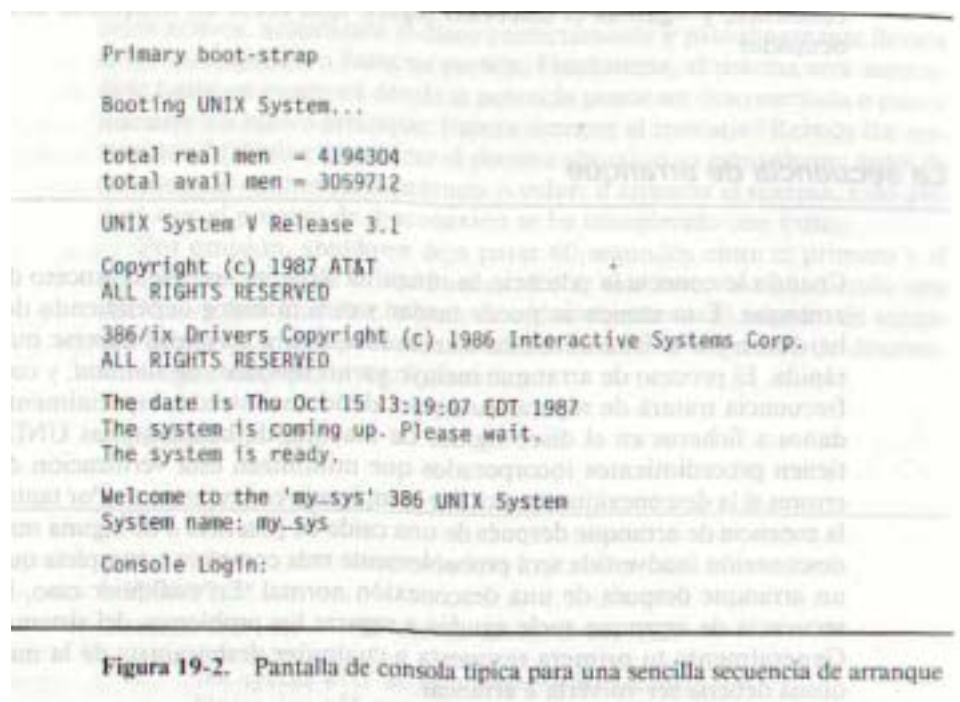 Primary boot-strap
Booting UNIX System...
total real men = 4194304
total avail men = 3059712
UNIX System V Release 3.1
Copyright (c) 1987 AT&T
ALL RIGHTS RESERVED
386/ix Drivers Copyright (c) 1986 Interactive Systems Corp.
ALL RIGHTS RESERVED
The date is Thu Oct 15 13:19:07 EDT 1987
The system is coming up. Please wait.
The system is ready.
Welcome to the 'my_sys' 386 UNIX System
System name: my_sys
Console Login:
Figura 19-2. Pantalla de consola típica para una sencilla secuencia de arranque